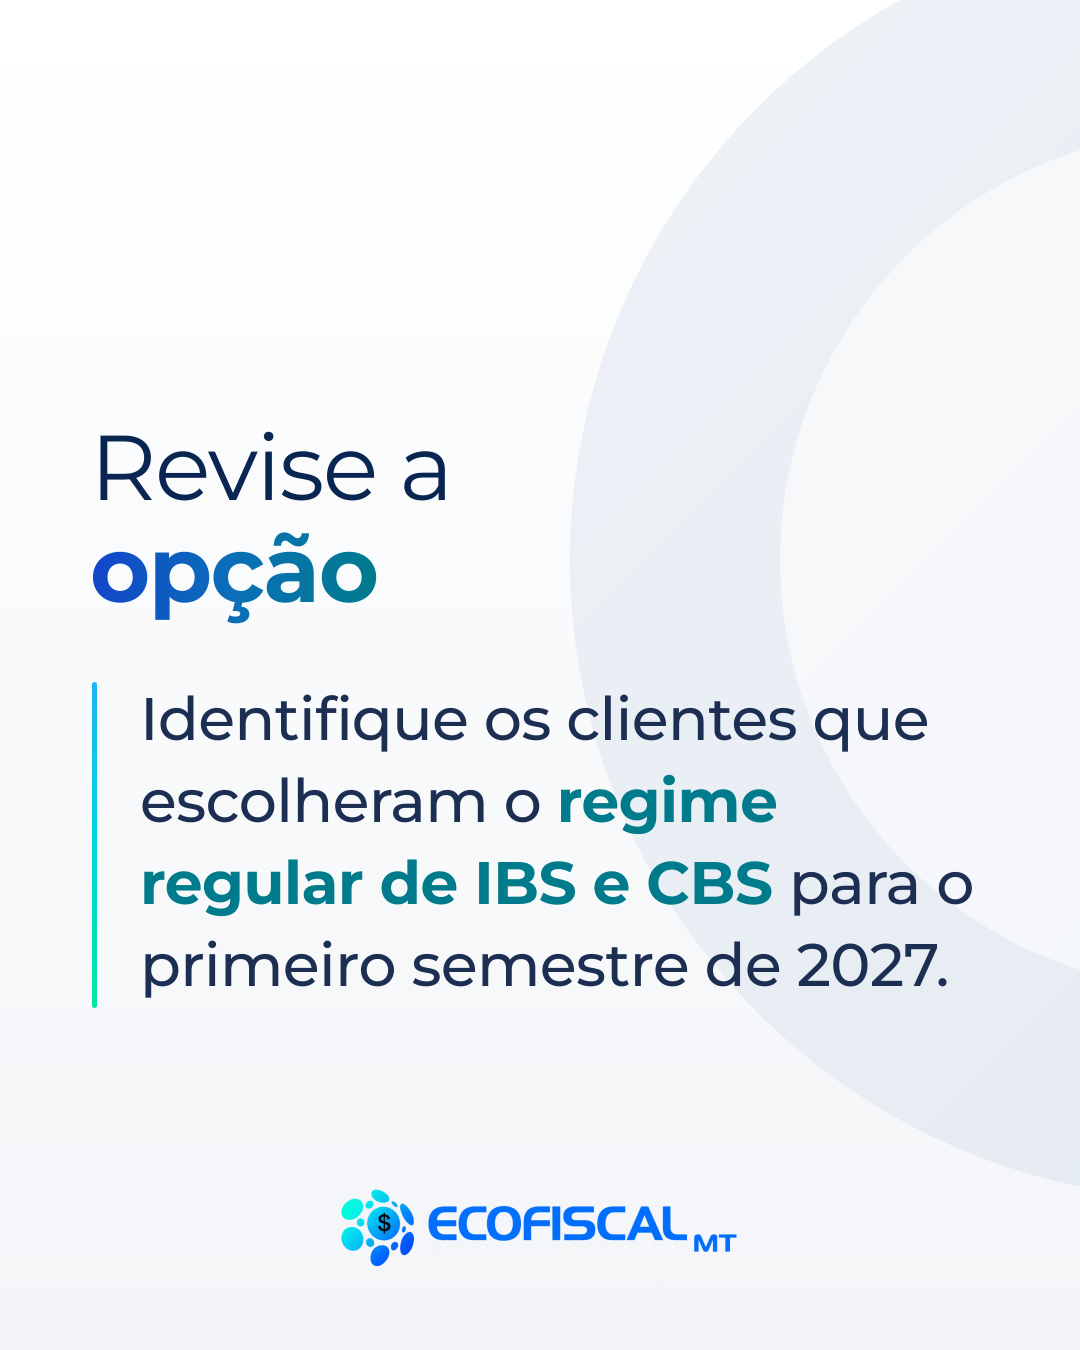 Revise a
opção
Identifique os clientes que
escolheram o regime
regular de IBS e CBS para o
primeiro semestre de 2027.
$
ECOFISCAL MT